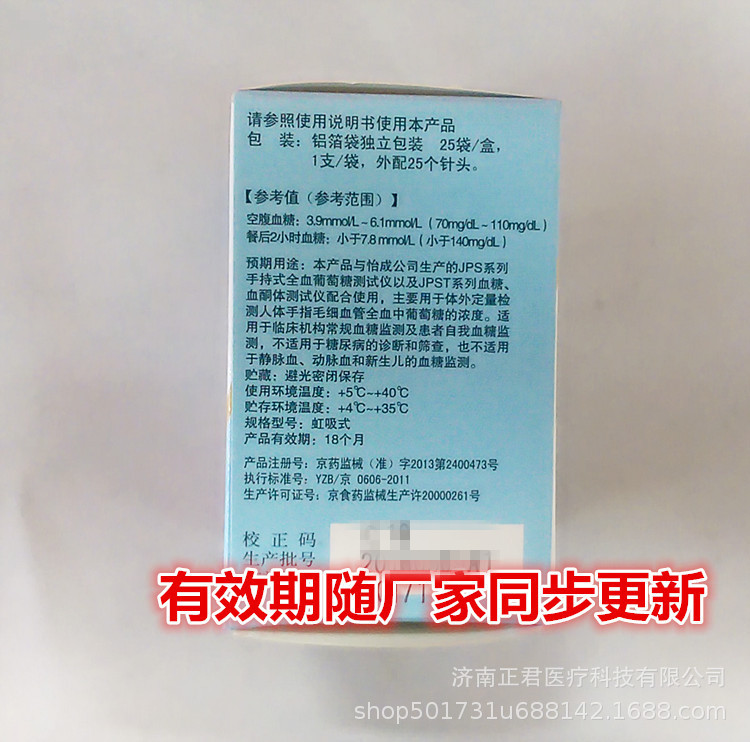 请参照使用说明书使用本产品
包 装：铝箔袋独立包装 25袋/盒，
1支/袋，外配25个针头。
【参考值（参考范围）】
空腹血糖：3.9mmol/L～6.1mmol/L（70mg/dL～110mg/dL）
餐后2小时血糖：小于7.8mmol/L（小于140mg/dL）
预期用途：本产品与怡成公司生产的JPS系列
手持式全血葡萄糖测试仪以及JPST系列血糖、
血酮体测试仪配合使用，主要用于体外定量检
测人体手指毛细血管全血中葡萄糖的浓度。适
用于临床机构常规血糖监测及患者自我血糖监
测，不适用于糖尿病的诊断和筛查，也不适用
于静脉血、动脉血和新生儿的血糖监测。
贮藏：避光密闭保存
使用环境温度：+5℃~+40℃
贮存环境温度：+4℃~+35℃
规格型号：虹吸式
产品有效期：18个月
产品注册号：京药监械（准）字2013第2400473号
执行标准号：YZB/京 0606-2011
生产许可证号：京食药监械生产许20000261号
校正码
生产批号
有效期随厂家同步更新
济南正君医疗科技有限公司
shop501731u688142.1688.com